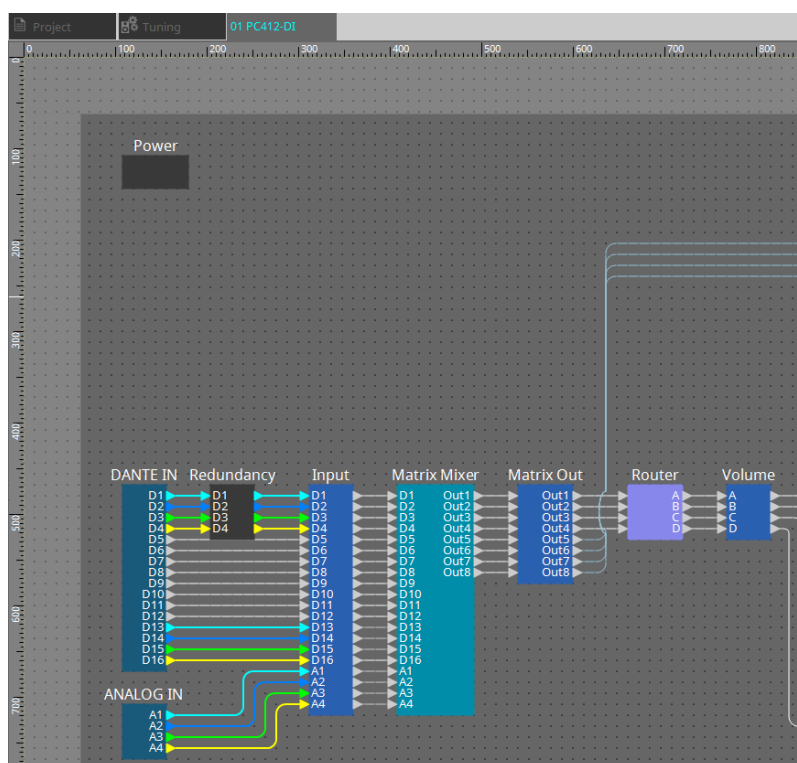 Project Tuning 01 PC412-DI
0 100 200 300 400 500 600 700 800
0
100
200
300
400
500
600
700
Power
DANTE IN Redundancy Input Matrix Mixer Matrix Out Router Volume
D1 D1 D1 D1 Out1 Out1 A A
D2 D2 D2 D2 Out2 Out2 B B
D3 D3 D3 D3 Out3 Out3 C C
D4 D4 D4 D4 Out4 Out4 D D
D5 D5 D5 Out5 Out5
D6 D6 D6 Out6 Out6
D7 D7 D7 Out7 Out7
D8 D8 D8 Out8 Out8
D9 D9 D9
D10 D10 D10
D11 D11 D11
D12 D12 D12
D13 D13 D13
D14 D14 D14
D15 D15 D15
D16 D16 D16
A1 A1
A2 A2
A3 A3
A4 A4
ANALOG IN
A1
A2
A3
A4